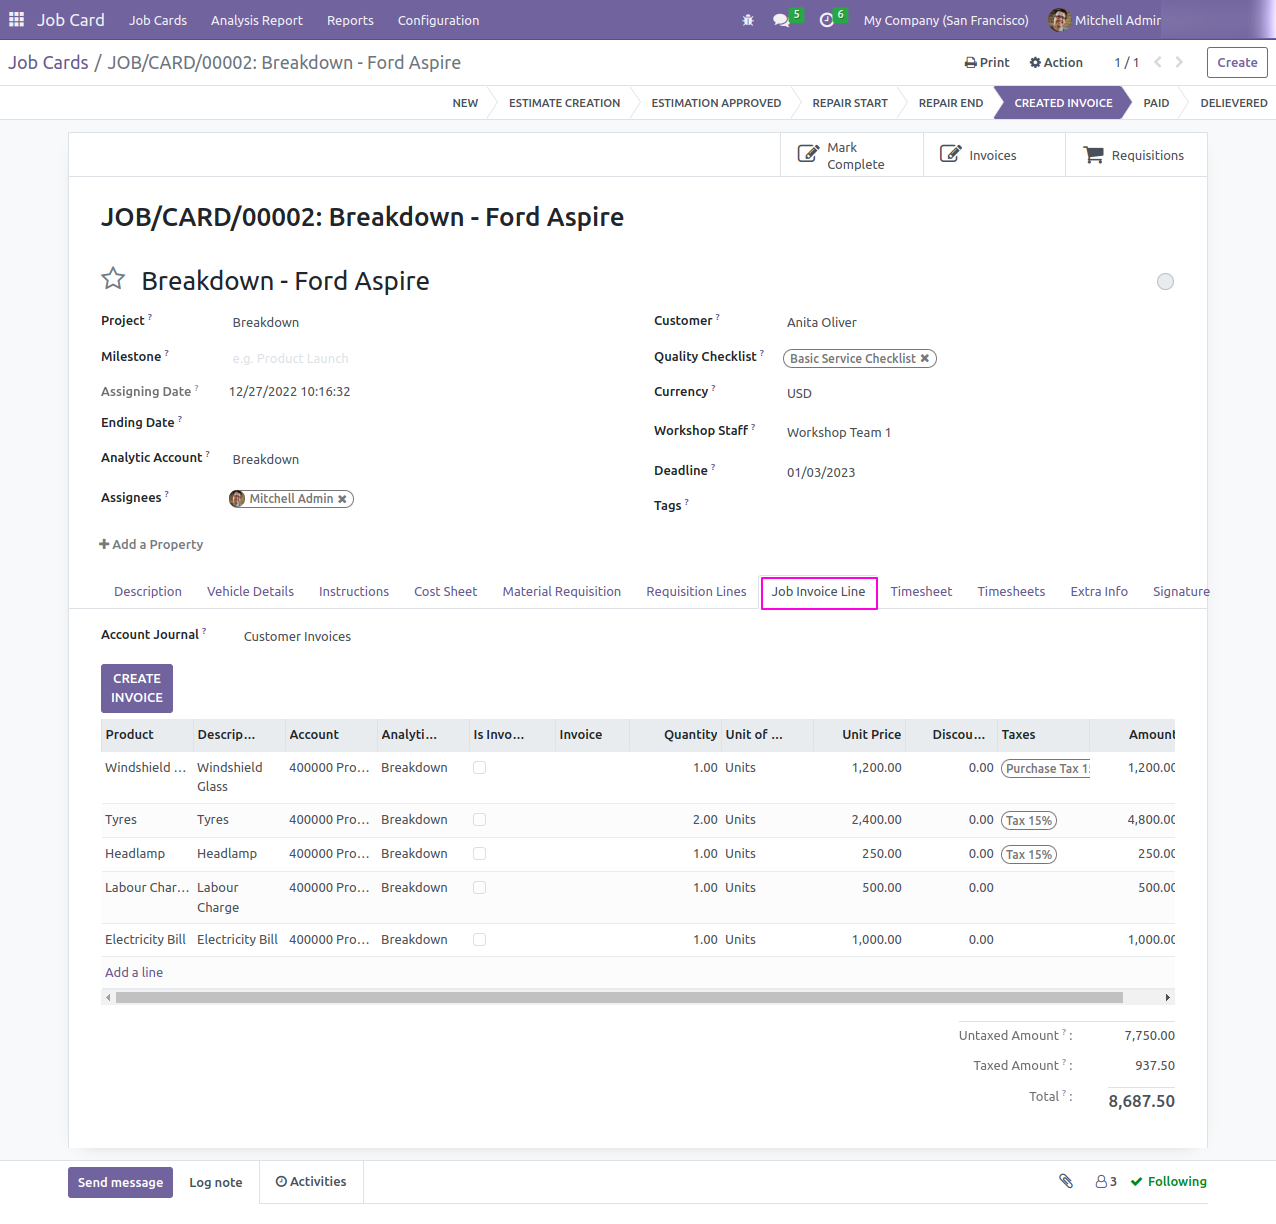 Job Card Job Cards Analysis Report Reports Configuration 5 6 My Company (San Francisco) Mitchell Admin
Job Cards / JOB/CARD/00002: Breakdown - Ford Aspire Print Action 1 / 1 Create
NEW ESTIMATE CREATION ESTIMATION APPROVED REPAIR START REPAIR END CREATED INVOICE PAID DELIEVERED
Mark Complete Invoices Requisitions
JOB/CARD/00002: Breakdown - Ford Aspire
Breakdown - Ford Aspire
Project ? Breakdown Customer ? Anita Oliver
Milestone ? e.g. Product Launch Quality Checklist ? Basic Service Checklist ✖
Assigning Date ? 12/27/2022 10:16:32 Currency ? USD
Ending Date ? Workshop Staff ? Workshop Team 1
Analytic Account ? Breakdown Deadline ? 01/03/2023
Assignees ? Mitchell Admin ✖ Tags ?
+ Add a Property
Description Vehicle Details Instructions Cost Sheet Material Requisition Requisition Lines Job Invoice Line Timesheet Timesheets Extra Info Signature
Account Journal ? Customer Invoices
CREATE INVOICE
Product Descrip... Account Analyti... Is Invo... Invoice Quantity Unit of ... Unit Price Discou... Taxes Amount
Windshield ... Windshield Glass 400000 Pro... Breakdown 1.00 Units 1,200.00 0.00 Purchase Tax 1 1,200.00
Tyres Tyres 400000 Pro... Breakdown 2.00 Units 2,400.00 0.00 Tax 15% 4,800.00
Headlamp Headlamp 400000 Pro... Breakdown 1.00 Units 250.00 0.00 Tax 15% 250.00
Labour Char... Labour Charge 400000 Pro... Breakdown 1.00 Units 500.00 0.00 500.00
Electricity Bill Electricity Bill 400000 Pro... Breakdown 1.00 Units 1,000.00 0.00 1,000.00
Add a line
Untaxed Amount ? : 7,750.00
Taxed Amount ? : 937.50
Total ? : 8,687.50
Send message Log note Activities 3 Following